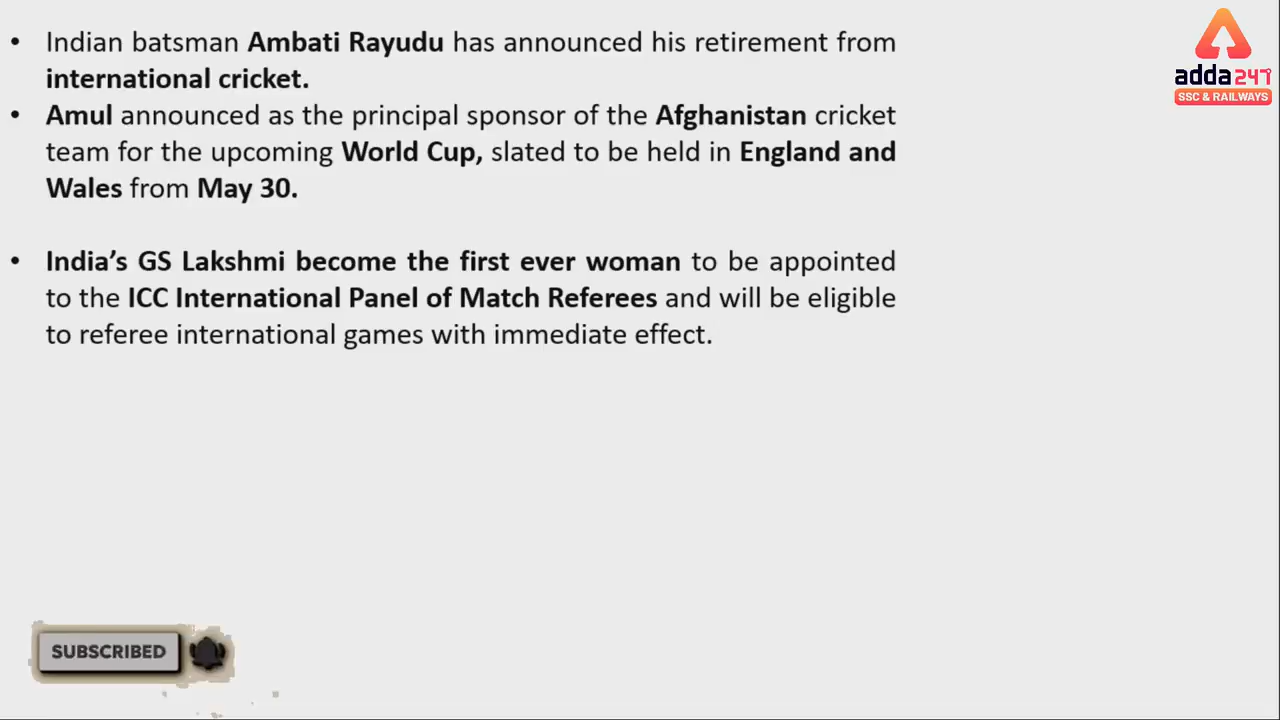 • Indian batsman Ambati Rayudu has announced his retirement from
international cricket.
• Amul announced as the principal sponsor of the Afghanistan cricket
team for the upcoming World Cup, slated to be held in England and
Wales from May 30.
• India’s GS Lakshmi become the first ever woman to be appointed
to the ICC International Panel of Match Referees and will be eligible
to referee international games with immediate effect.
adda247
SSC & RAILWAYS
SUBSCRIBED